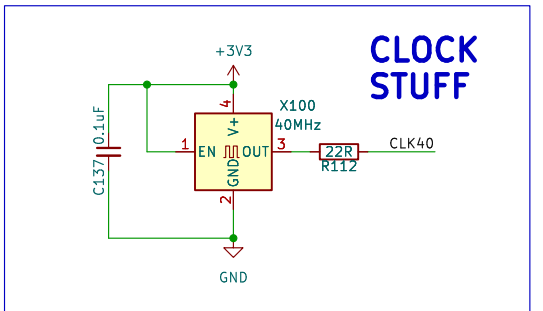 CLOCK
STUFF
+3V3
4
X100
40MHz
V+
0.1uF
C137
1
EN
OUT
3
22R
R112
CLK40
GND
2
GND